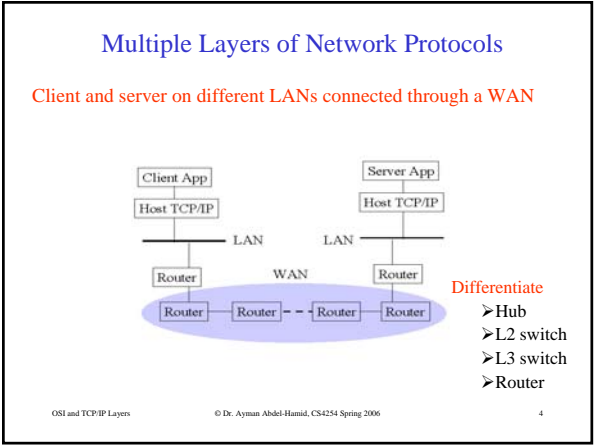 Multiple Layers of Network Protocols
Client and server on different LANs connected through a WAN
Client App
Server App
Host TCP/IP
Host TCP/IP
LAN
LAN
Router
WAN
Router
Router
Router
Router
Router
Differentiate
➢Hub
➢L2 switch
➢L3 switch
➢Router
OSI and TCP/IP Layers
© Dr. Ayman Abdel-Hamid, CS4254 Spring 2006
4